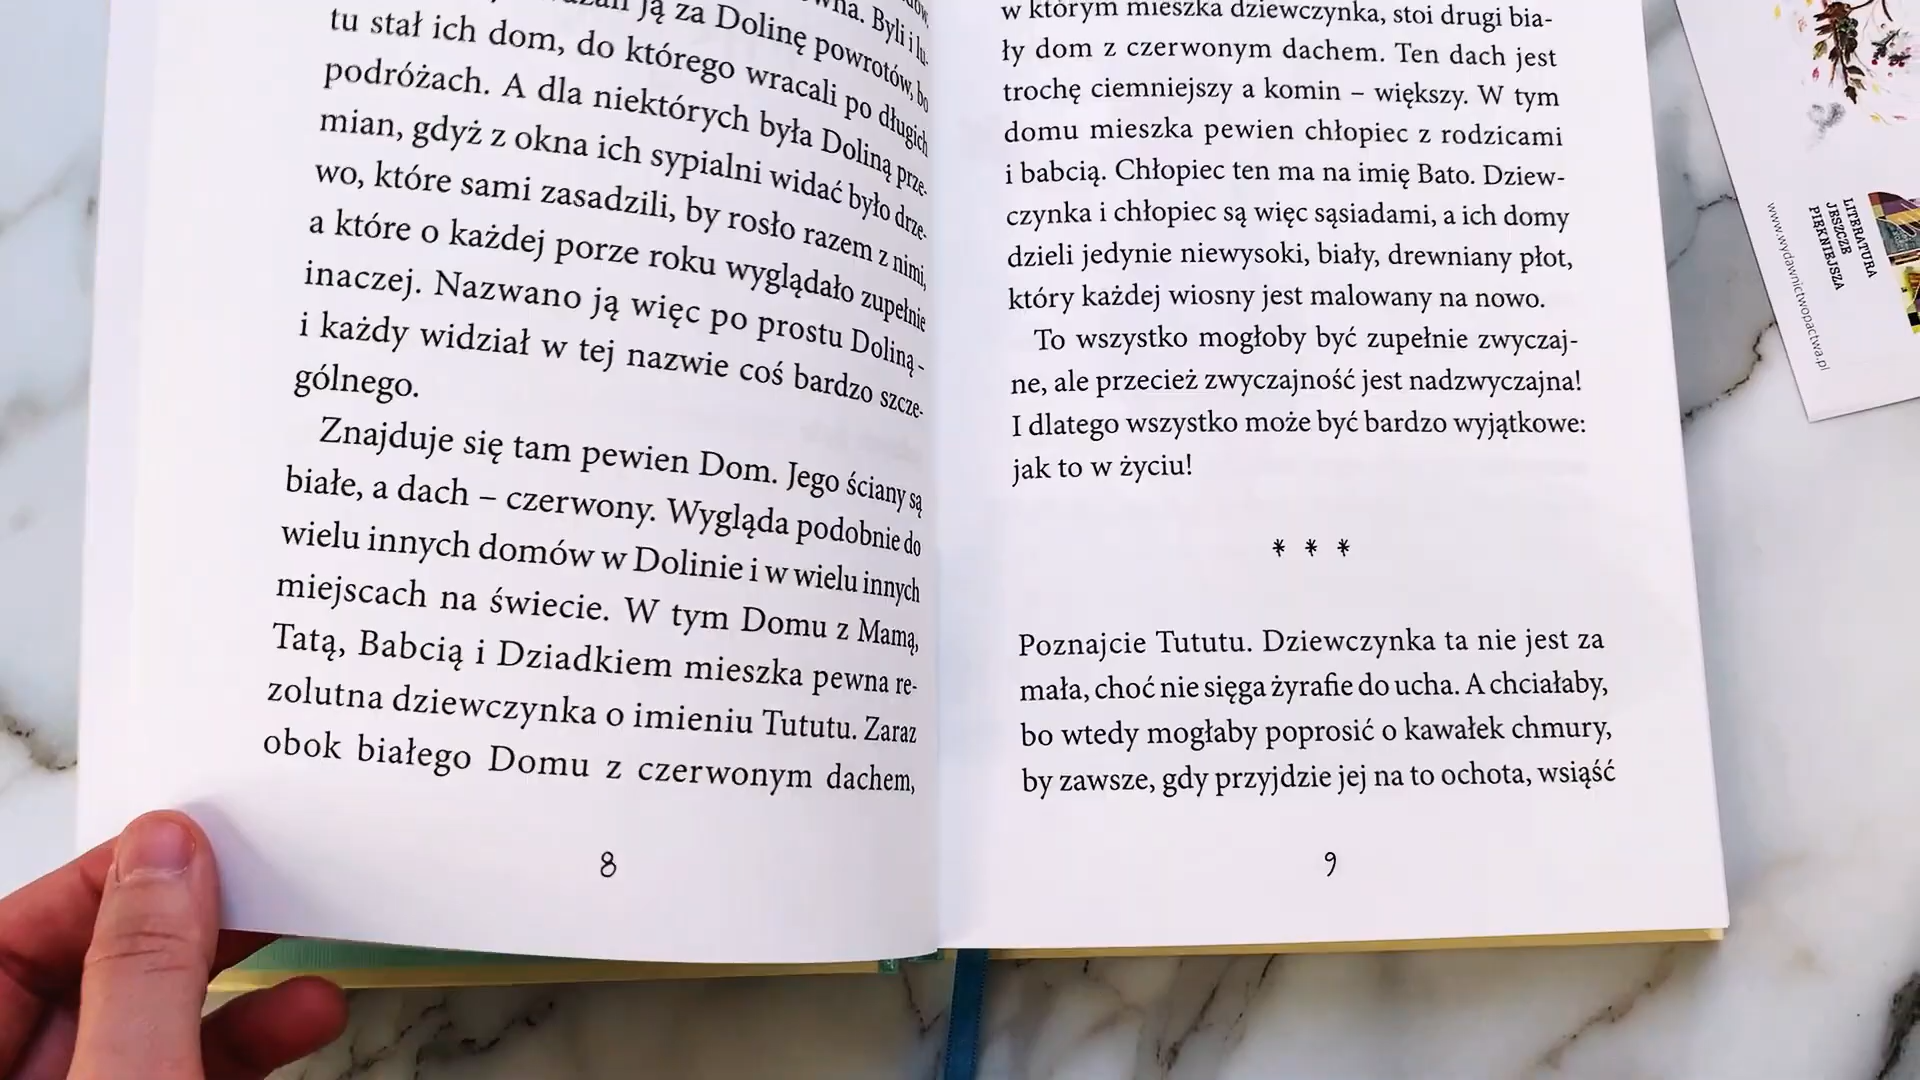 wna. Byli i lu-
ją za Dolinę powrotów, bo
tu stał ich dom, do którego wracali po długich
podróżach. A dla niektórych była Doliną prze-
mian, gdyż z okna ich sypialni widać było drze-
wo, które sami zasadzili, by rosło razem z nimi,
a które o każdej porze roku wyglądało zupełnie
inaczej. Nazwano ją więc po prostu Doliną -
i każdy widział w tej nazwie coś bardzo szcze-
gólnego.
Znajduje się tam pewien Dom. Jego ściany są
białe, a dach – czerwony. Wygląda podobnie do
wielu innych domów w Dolinie i w wielu innych
miejscach na świecie. W tym Domu z Mamą,
Tatą, Babcią i Dziadkiem mieszka pewna re-
zolutna dziewczynka o imieniu Tututu. Zaraz
obok białego Domu z czerwonym dachem,
8
w którym mieszka dziewczynka, stoi drugi bia-
ły dom z czerwonym dachem. Ten dach jest
trochę ciemniejszy a komin – większy. W tym
domu mieszka pewien chłopiec z rodzicami
i babcią. Chłopiec ten ma na imię Bato. Dziew-
czynka i chłopiec są więc sąsiadami, a ich domy
dzieli jedynie niewysoki, biały, drewniany płot,
który każdej wiosny jest malowany na nowo.
To wszystko mogłoby być zupełnie zwyczaj-
ne, ale przecież zwyczajność jest nadzwyczajna!
I dlatego wszystko może być bardzo wyjątkowe:
jak to w życiu!
* * *
Poznajcie Tututu. Dziewczynka ta nie jest za
mała, choć nie sięga żyrafie do ucha. A chciałaby,
bo wtedy mogłaby poprosić o kawałek chmury,
by zawsze, gdy przyjdzie jej na to ochota, wsiąść
9
LITERATURA
JESZCZE
PIĘKNIEJSZA
www.wydawnictwopactwa.pl